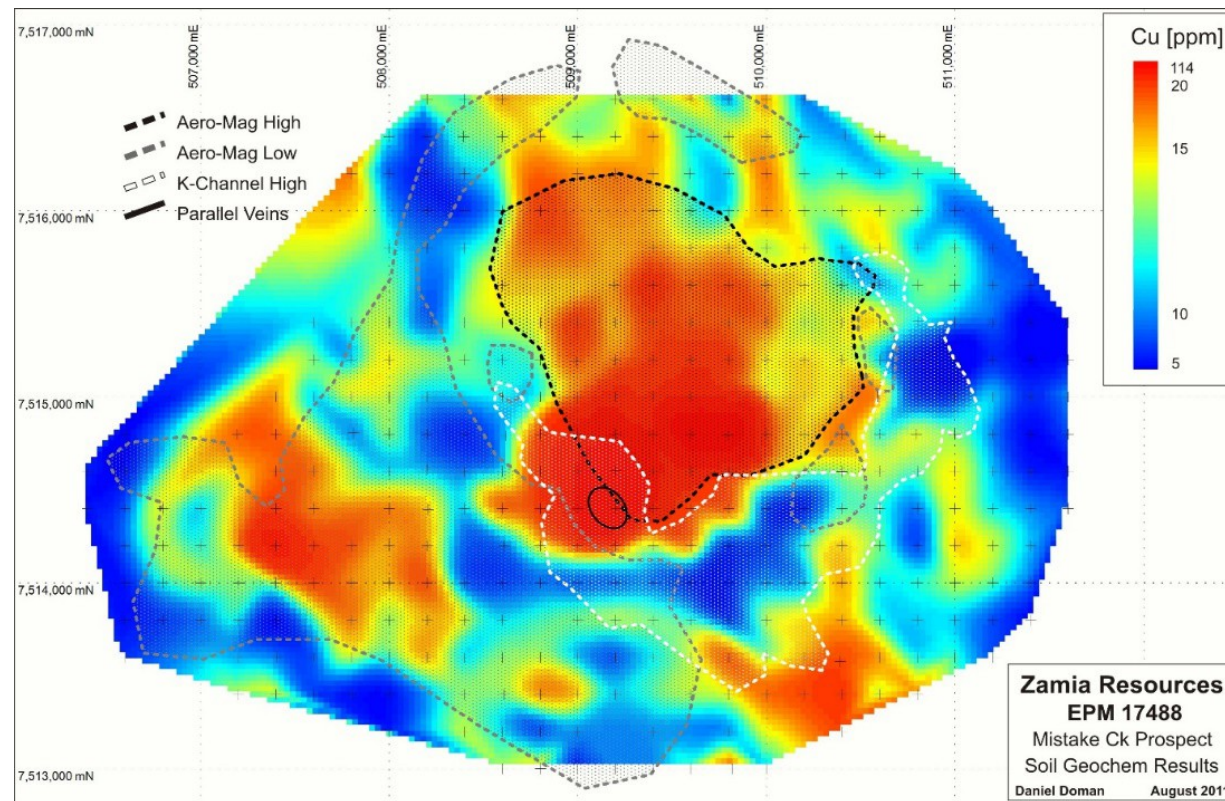 7,517,000 mN
507,000 mE
508,000 mE
509,000 mE
510,000 mE
511,000 mE
Cu [ppm]
114
20
15
10
5
Aero-Mag High
Aero-Mag Low
K-Channel High
Parallel Veins
7,516,000 mN
7,515,000 mN
7,514,000 mN
7,513,000 mN
Zamia Resources
EPM 17488
Mistake Ck Prospect
Soil Geochem Results
Daniel Doman August 2011